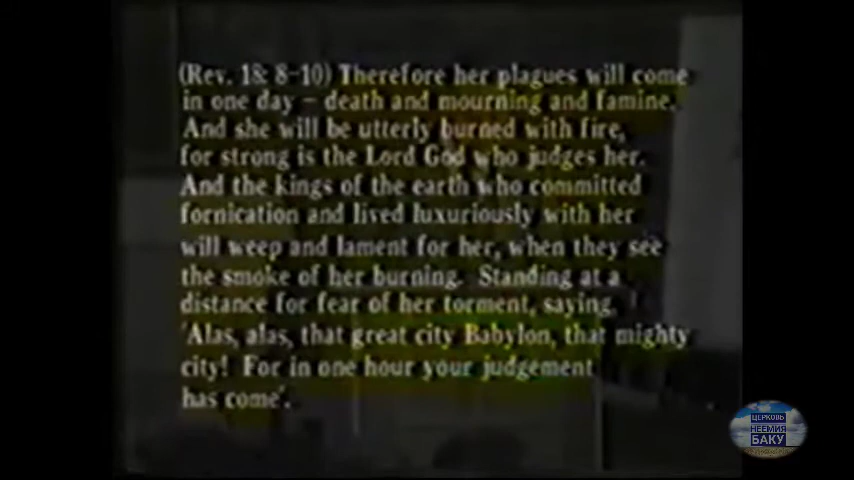 (Rev. 18: 8-10) Therefore her plagues will come
in one day - death and mourning and famine.
And she will be utterly burned with fire,
for strong is the Lord God who judges her.
And the kings of the earth who committed
fornication and lived luxuriously with her
will weep and lament for her, when they see
the smoke of her burning. Standing at a
distance for fear of her torment, saying,
'Alas, alas, that great city Babylon, that mighty
city! For in one hour your judgement
has come'.
ЦЕРКОВЬ
НЕЕМИЯ
БАКУ